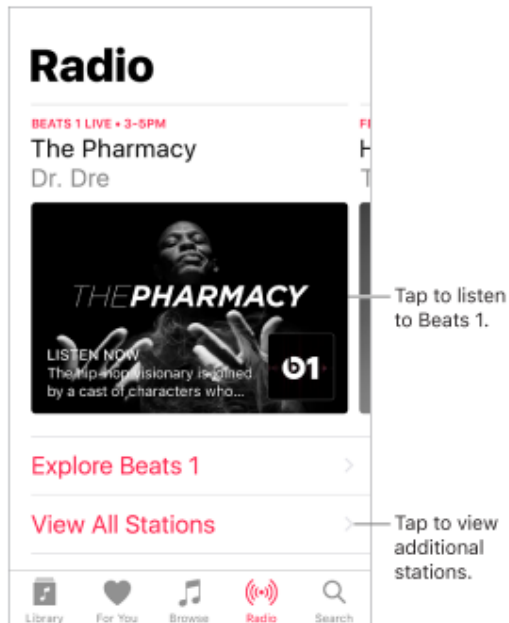 Radio
BEATS 1 LIVE • 3-5PM
The Pharmacy
Dr. Dre
THEPHARMACY
LISTEN NOW
The hip-hop visionary is joined
by a cast of characters who...
1
Tap to listen
to Beats 1.
Explore Beats 1
View All Stations
Tap to view
additional
stations.
Library For You Browse Radio Search